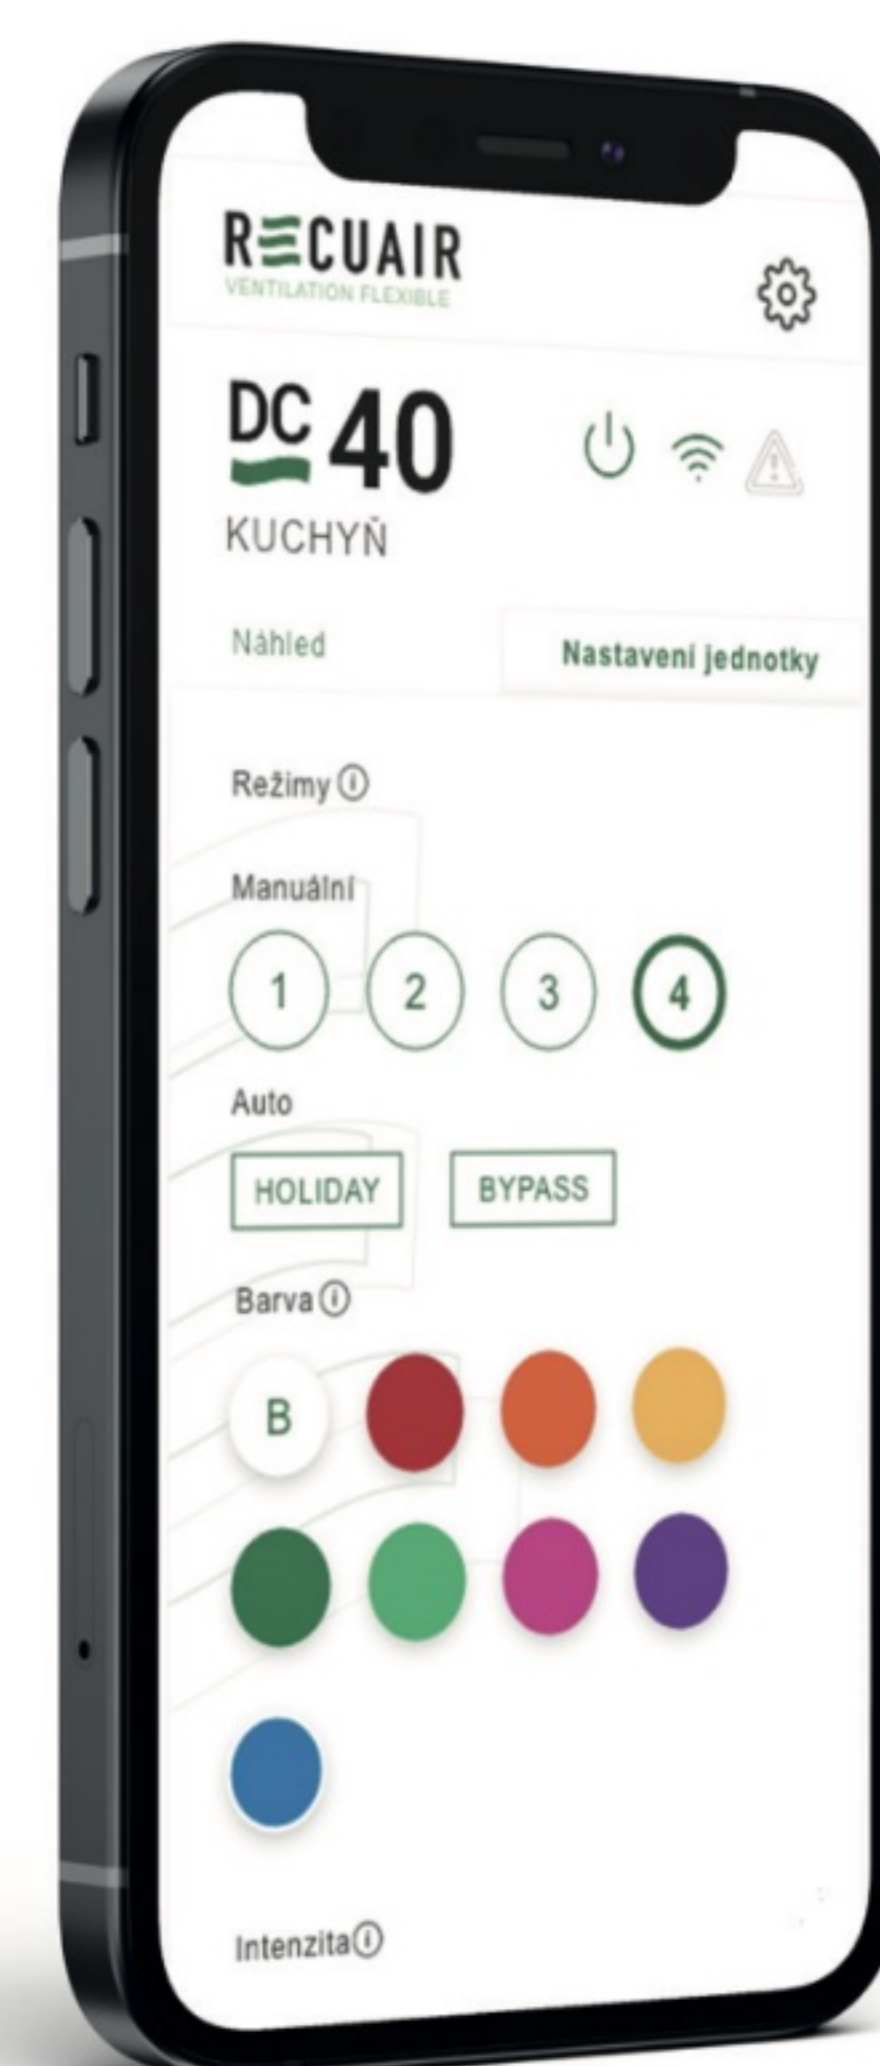 RECUAIR
VENTILATION FLEXIBLE
DC 40
KUCHYŇ
Náhled
Nastavení jednotky
Režimy
Manuální
1 2 3 4
Auto
HOLIDAY BYPASS
Barva
B
Intenzita